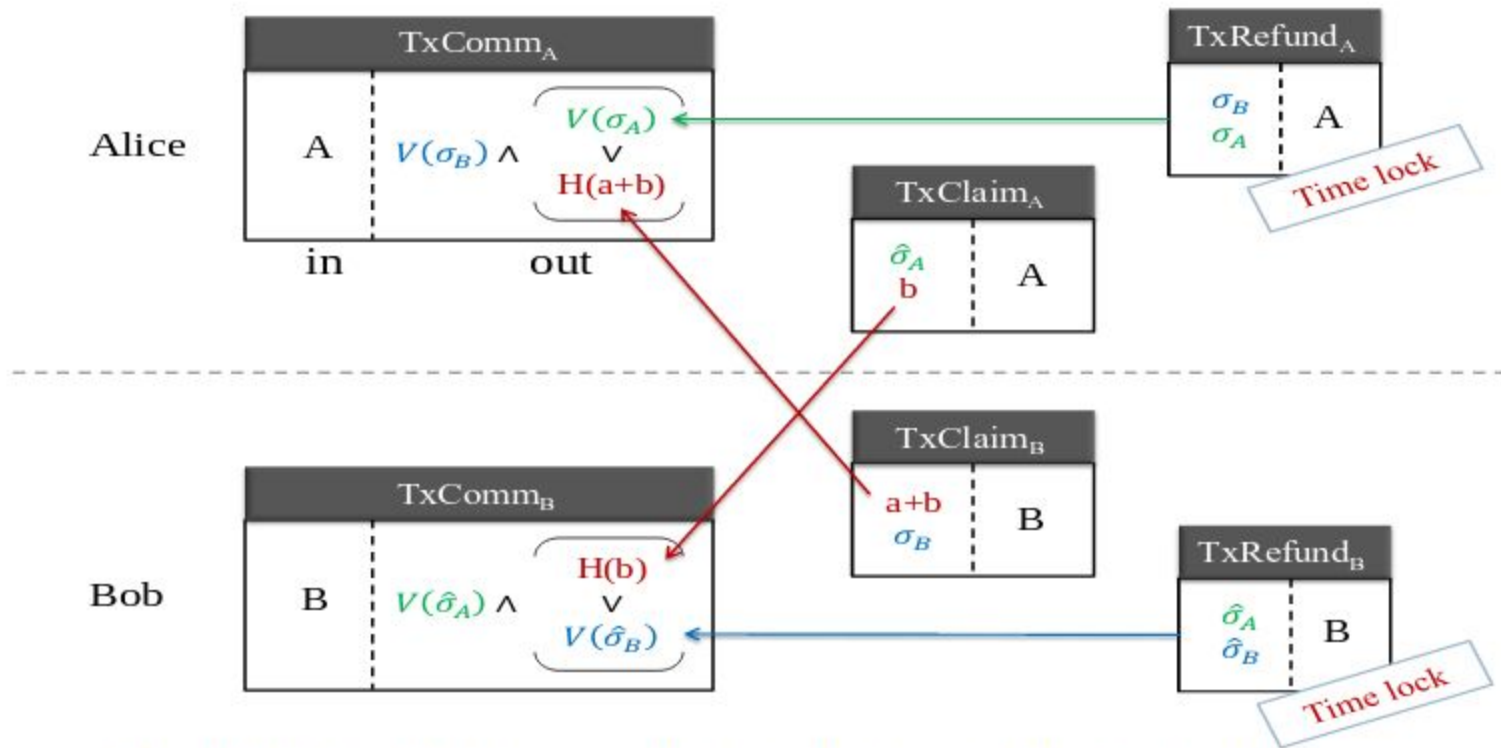 TxComm_A
TxRefund_A
Alice
A
V(σ_B) ∧
V(σ_A)
∨
H(a+b)
in
out
σ_B
σ_A
A
Time lock
TxClaim_A
σ̂_A
b
A
TxClaim_B
a+b
σ_B
B
TxComm_B
Bob
B
V(σ̂_A) ∧
H(b)
∨
V(σ̂_B)
TxRefund_B
σ̂_A
σ̂_B
B
Time lock